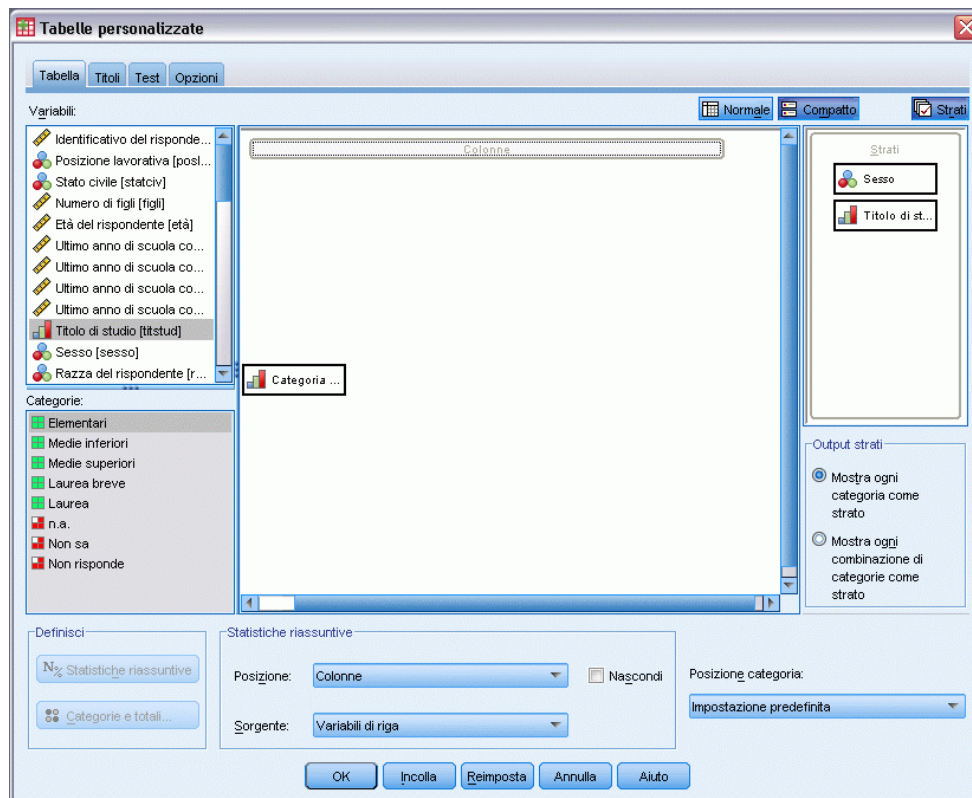 Tabelle personalizzate
Tabella Titoli Test Opzioni
Variabili:
Normale Compatto Strati
Identificativo del risponde...
Posizione lavorativa [posl...
Stato civile [statciv]
Numero di figli [figli]
Età del rispondente [età]
Ultimo anno di scuola co...
Ultimo anno di scuola co...
Ultimo anno di scuola co...
Ultimo anno di scuola co...
Titolo di studio [titstud]
Sesso [sesso]
Razza del rispondente [r...
Categorie:
Elementari
Medie inferiori
Medie superiori
Laurea breve
Laurea
n.a.
Non sa
Non risponde
Colonne
Categoria ...
Strati
Sesso
Titolo di st...
Output strati
Mostra ogni
categoria come
strato
Mostra ogni
combinazione di
categorie come
strato
Definisci
N% Statistiche riassuntive
Categorie e totali...
Statistiche riassuntive
Posizione: Colonne Nascondi
Sorgente: Variabili di riga
Posizione categoria:
Impostazione predefinita
OK Incolla Reimposta Annulla Aiuto